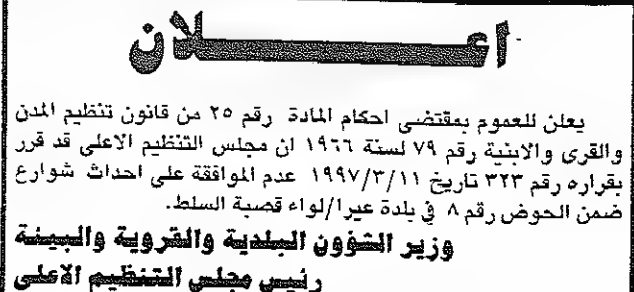 اعـــــــلان
يعلن للعموم بمقتضى احكام المادة رقم ٢٥ من قانون تنظيم المدن
والقرى والابنية رقم ٧٩ لسنة ١٩٦٦ ان مجلس التنظيم الاعلى قد قرر
بقراره رقم ٣٢٣ تاريخ ١٩٩٧/٣/١١ عدم الموافقة على احداث شوارع
ضمن الحوض رقم ٨ في بلدة عيرا/لواء قصبة السلط.
وزير الشؤون البلدية والقروية والبيئة
رئيس مجلس التنظيم الاعلى